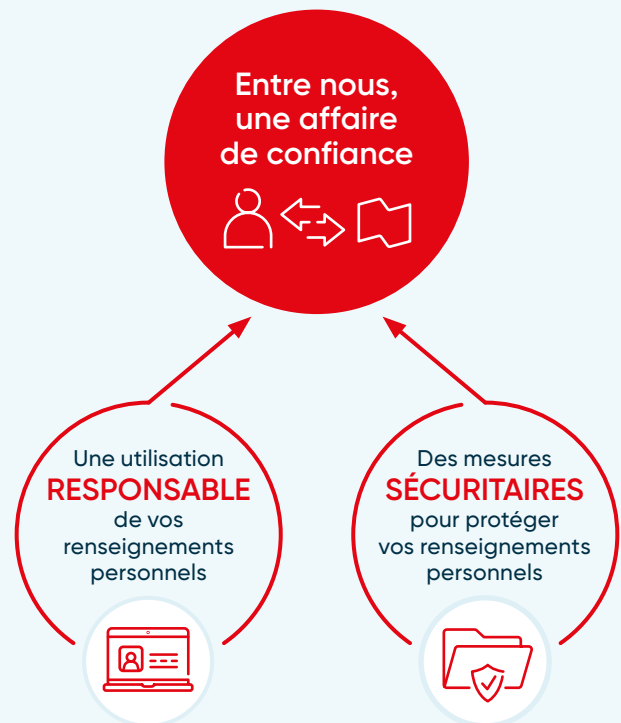 Entre nous,
une affaire
de confiance
Une utilisation
RESPONSABLE
de vos
renseignements
personnels
Des mesures
SÉCURITAIRES
pour protéger
vos renseignements
personnels